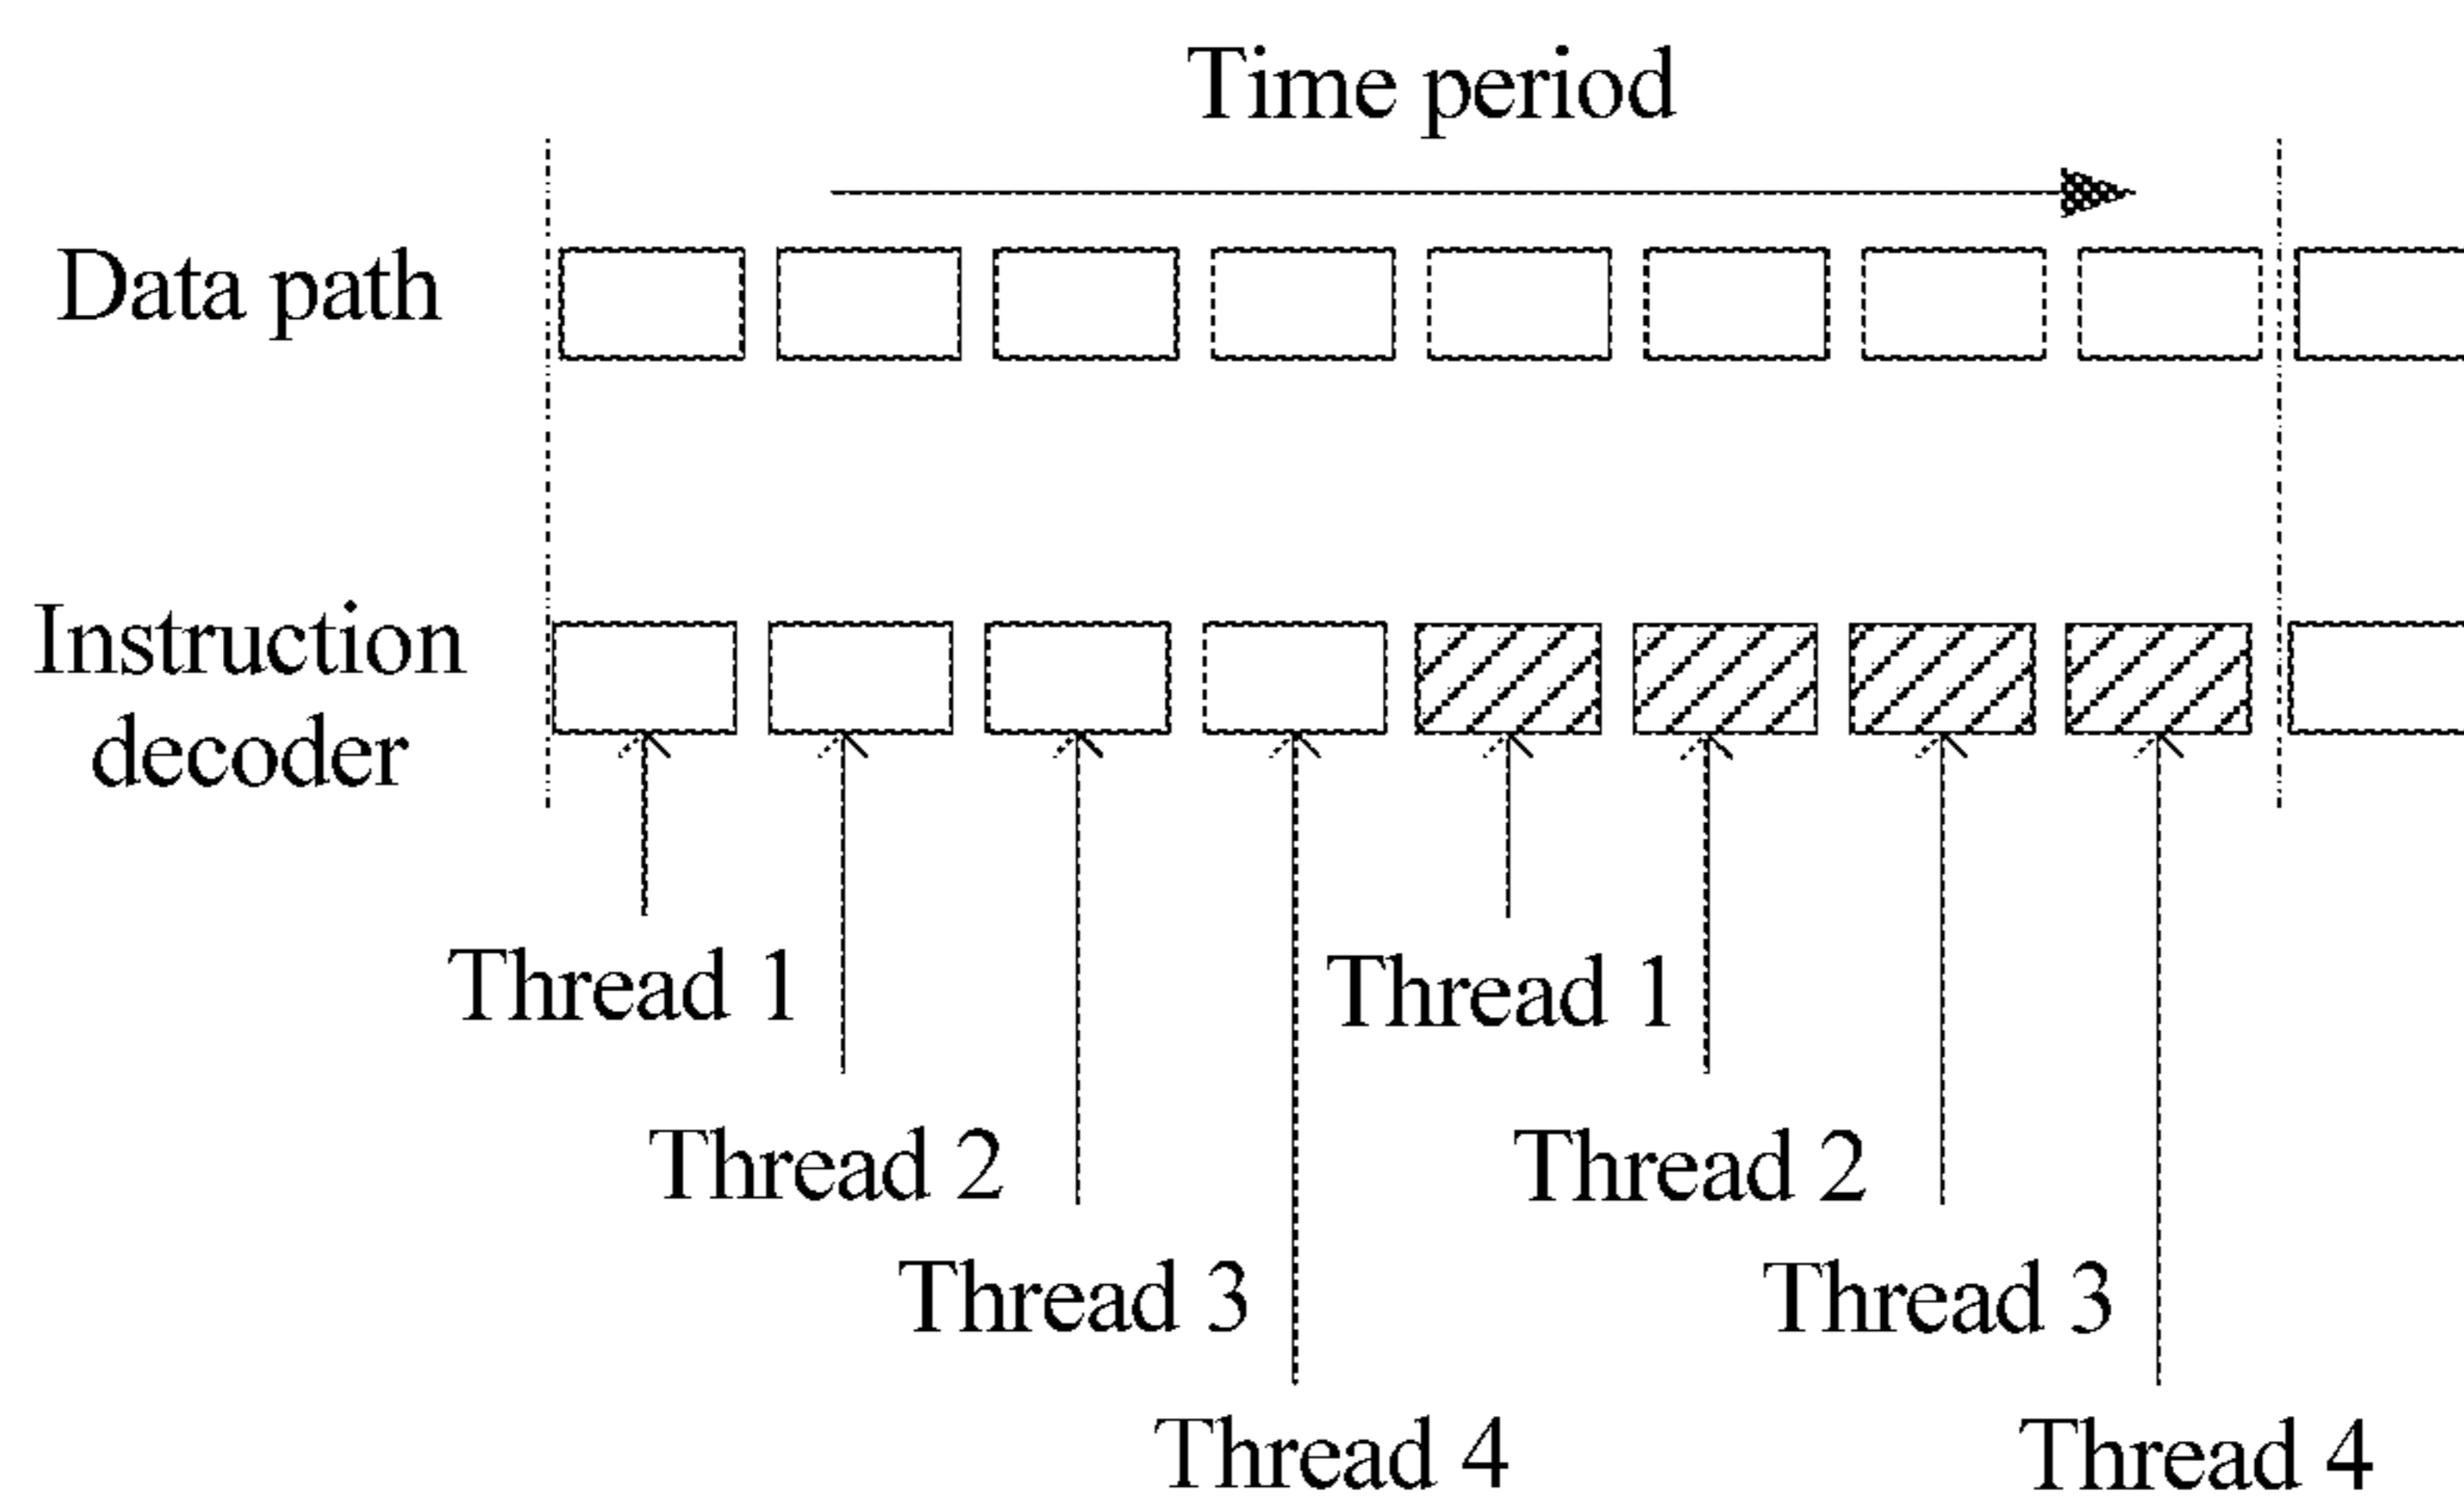 Time period
Data path
Instruction
decoder
Thread 1
Thread 1
Thread 2
Thread 2
Thread 3
Thread 3
Thread 4
Thread 4